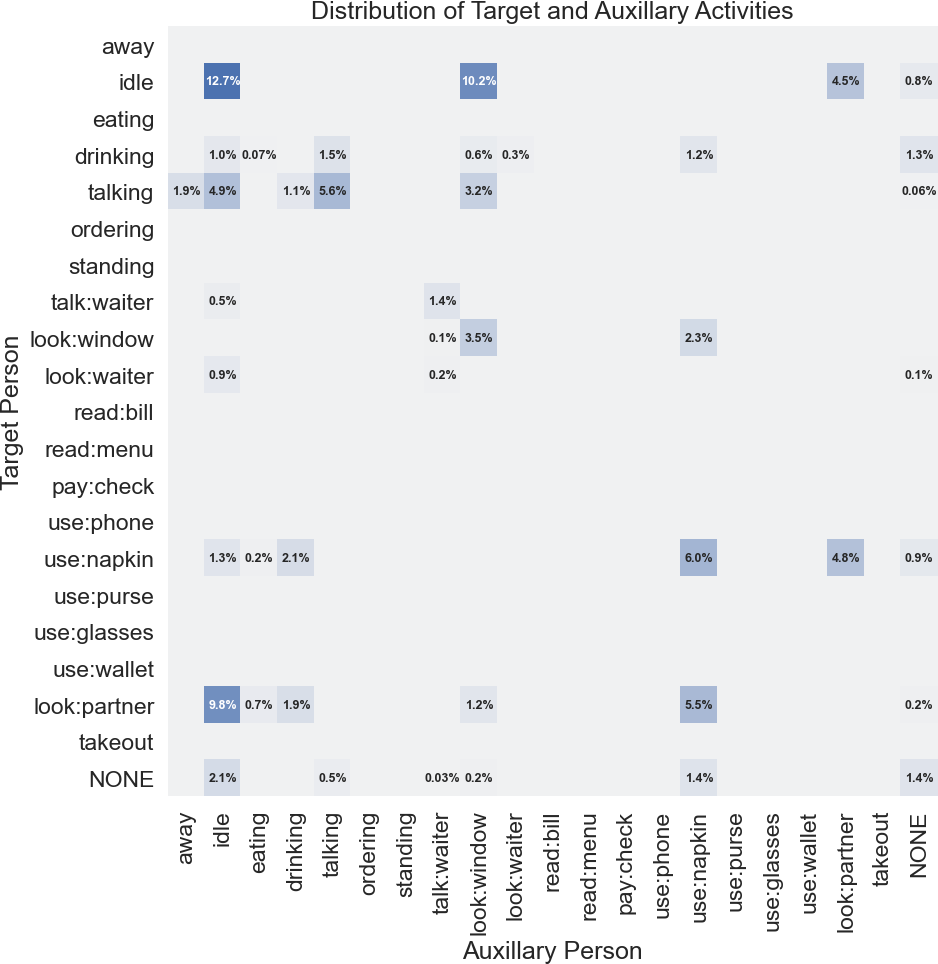 Distribution of Target and Auxillary Activities
Target Person
away
idle 12.7% 10.2% 4.5% 0.8%
eating
drinking 1.0% 0.07% 1.5% 0.6% 0.3% 1.2% 1.3%
talking 1.9% 4.9% 1.1% 5.6% 3.2% 0.06%
ordering
standing
talk:waiter 0.5% 1.4%
look:window 0.1% 3.5% 2.3%
look:waiter 0.9% 0.2% 0.1%
read:bill
read:menu
pay:check
use:phone
use:napkin 1.3% 0.2% 2.1% 6.0% 4.8% 0.9%
use:purse
use:glasses
use:wallet
look:partner 9.8% 0.7% 1.9% 1.2% 5.5% 0.2%
takeout
NONE 2.1% 0.5% 0.03% 0.2% 1.4% 1.4%
away idle eating drinking talking ordering standing talk:waiter look:window look:waiter read:bill read:menu pay:check use:phone use:napkin use:purse use:glasses use:wallet look:partner takeout NONE
Auxillary Person